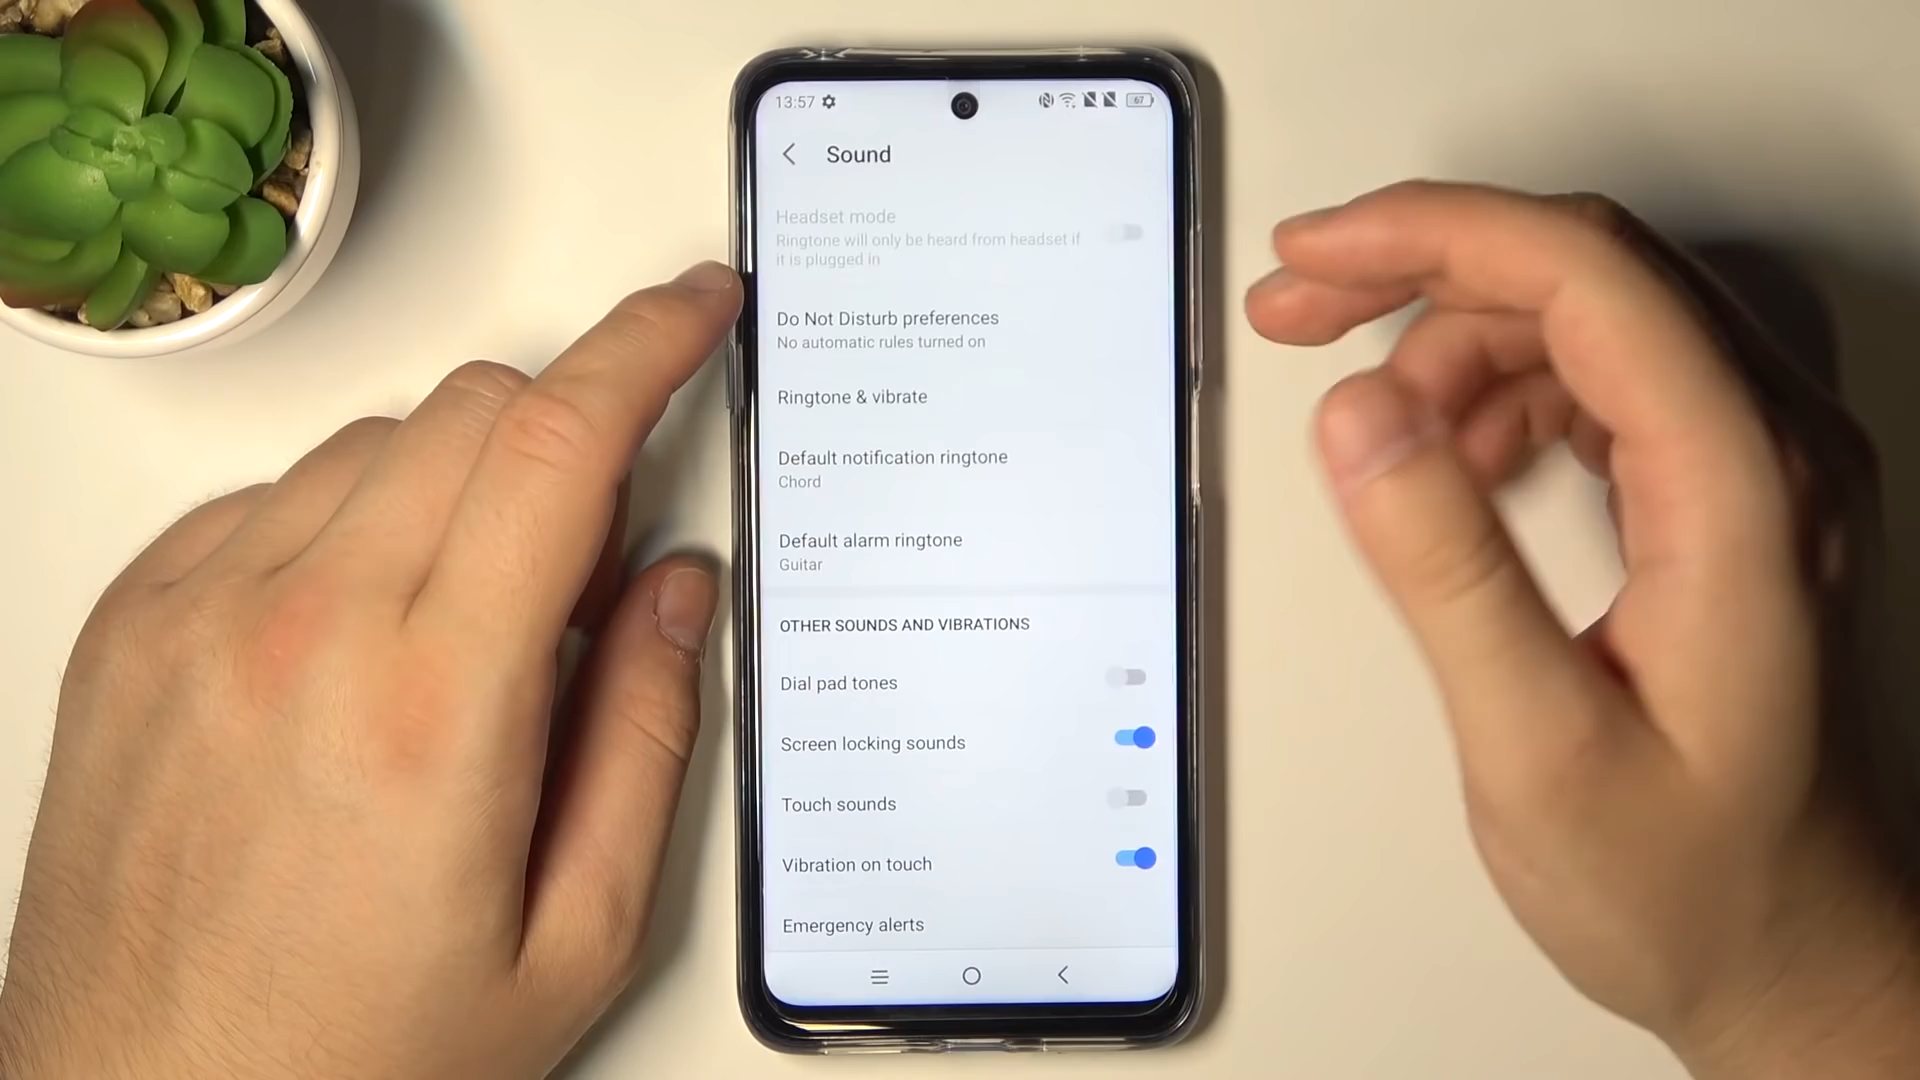 13:57
67
Sound
Headset mode
Ringtone will only be heard from headset if
it is plugged in
Do Not Disturb preferences
No automatic rules turned on
Ringtone & vibrate
Default notification ringtone
Chord
Default alarm ringtone
Guitar
OTHER SOUNDS AND VIBRATIONS
Dial pad tones
Screen locking sounds
Touch sounds
Vibration on touch
Emergency alerts